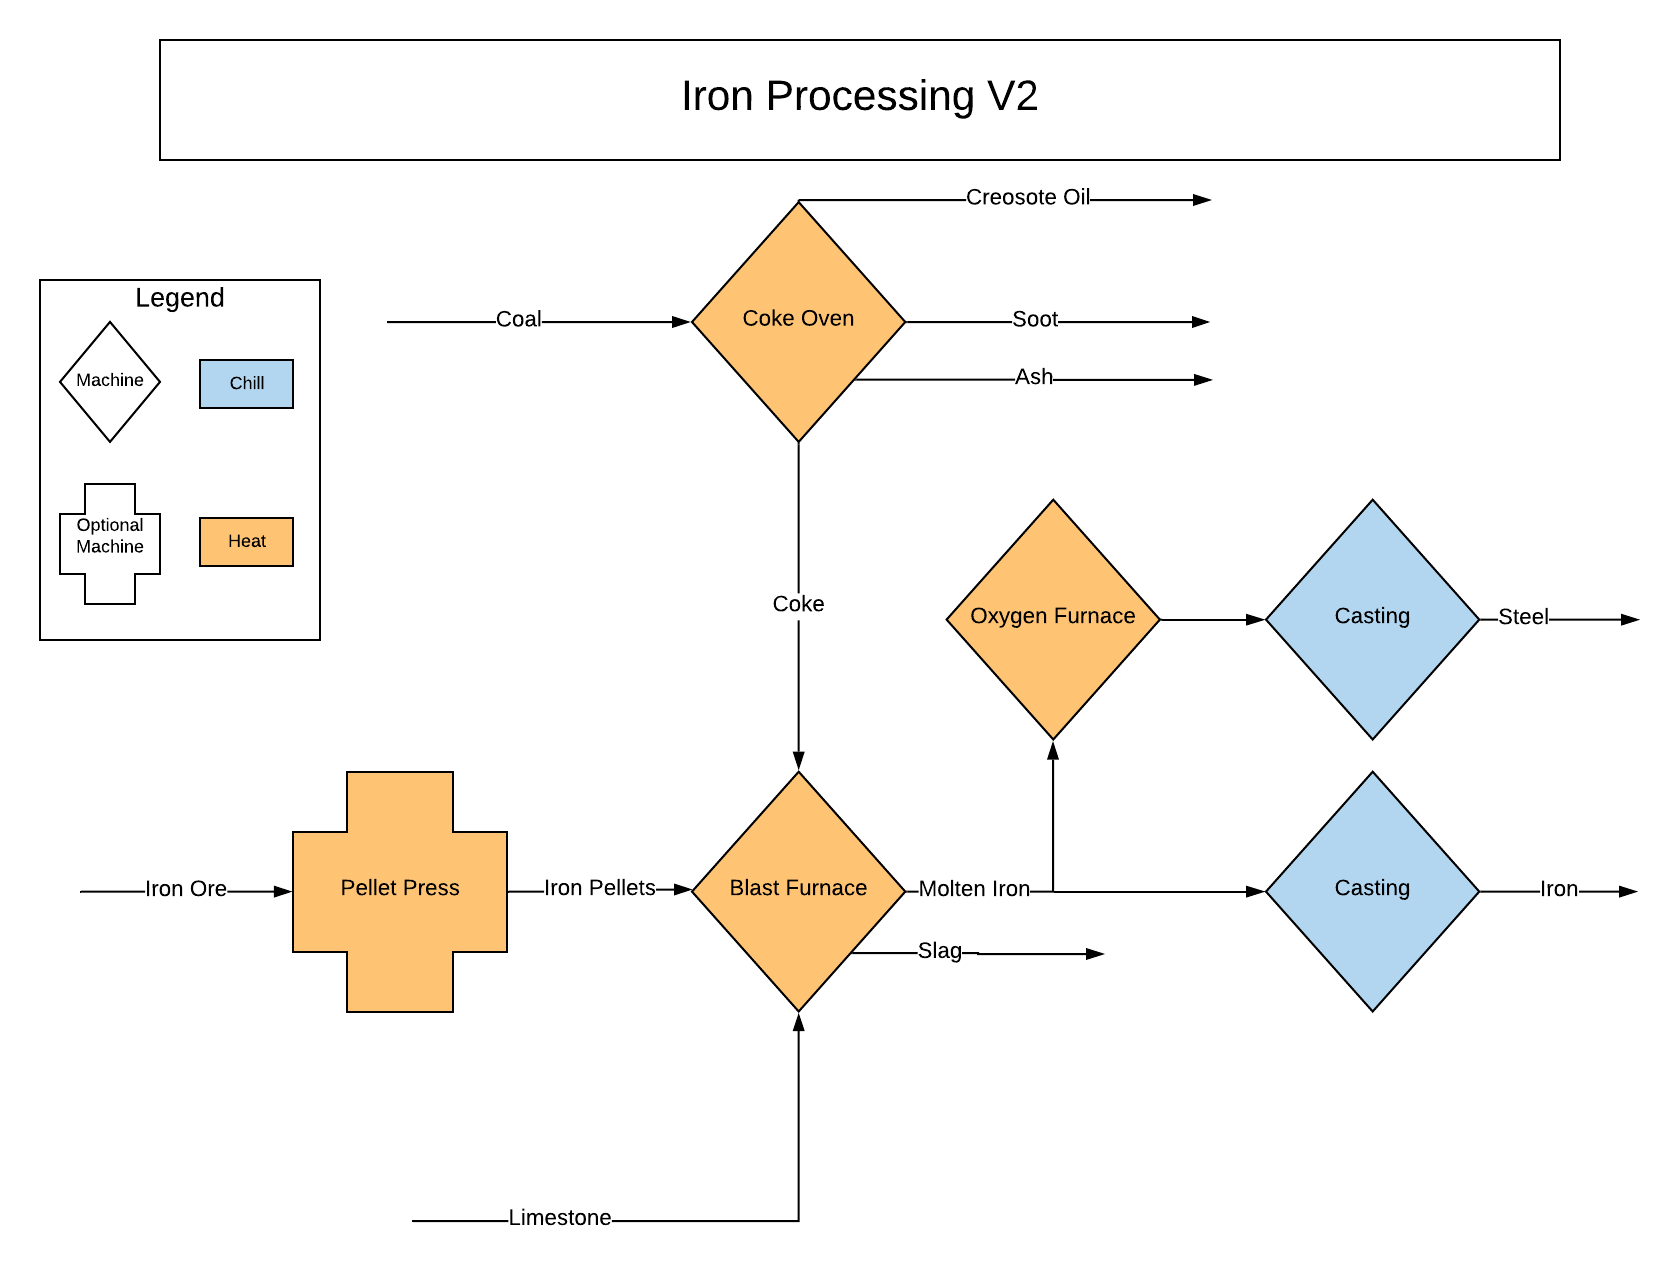 Iron Processing V2
Creosote Oil
Legend
Coal
Coke Oven
Soot
Machine
Chill
Ash
Optional
Machine
Heat
Coke
Oxygen Furnace
Casting
Steel
Iron Ore
Pellet Press
Iron Pellets
Blast Furnace
Molten Iron
Casting
Iron
Slag
Limestone